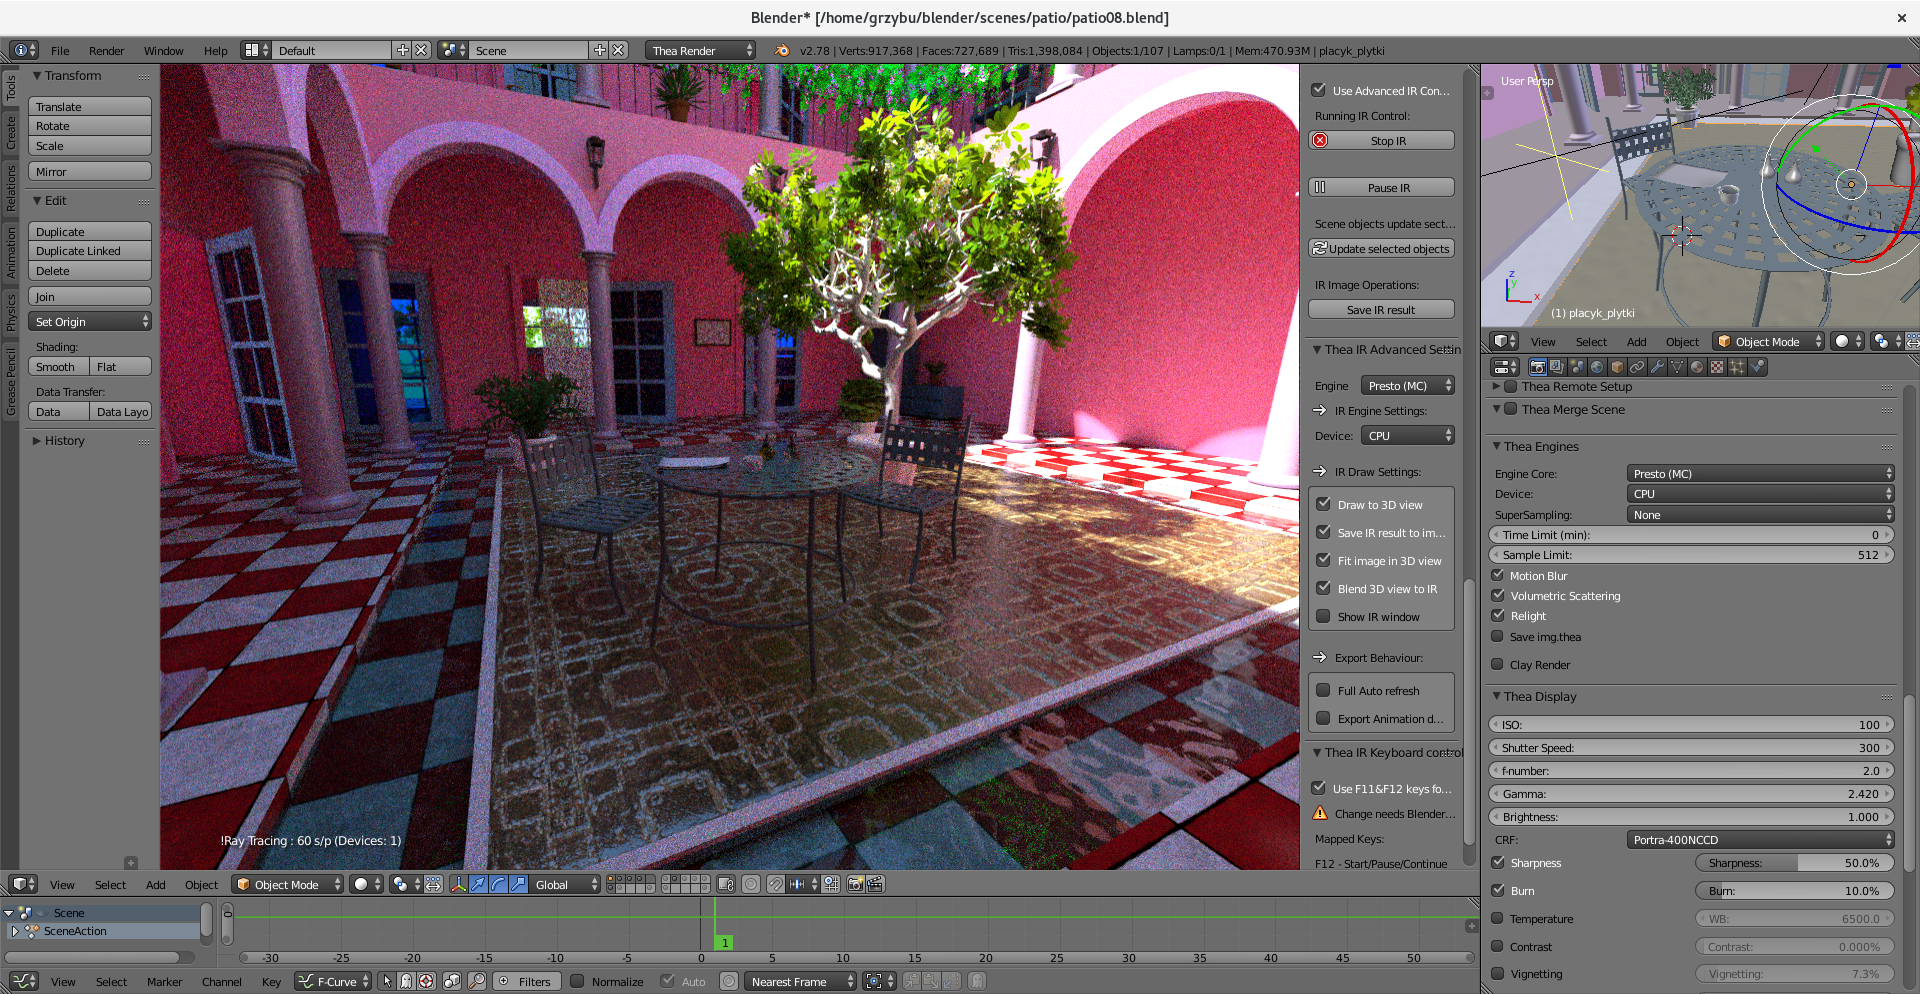 Blender* [/home/grzybu/blender/scenes/patio/patio08.blend]
File Render Window Help Default Scene Thea Render v2.78 | Verts:917,368 | Faces:727,689 | Tris:1,398,084 | Objects:1/107 | Lamps:0/1 | Mem:470.93M | placyk_plytki
Tools
Create
Relations
Animation
Physics
Grease Pencil
Transform
Translate
Rotate
Scale
Mirror
Edit
Duplicate
Duplicate Linked
Delete
Join
Set Origin
Shading:
Smooth Flat
Data Transfer:
Data Data Layo
History
!Ray Tracing : 60 s/p (Devices: 1)
Use Advanced IR Con...
Running IR Control:
Stop IR
Pause IR
Scene objects update sect...
Update selected objects
IR Image Operations:
Save IR result
Thea IR Advanced Settin
Engine Presto (MC)
IR Engine Settings:
Device: CPU
IR Draw Settings:
Draw to 3D view
Save IR result to im...
Fit image in 3D view
Blend 3D view to IR
Show IR window
Export Behaviour:
Full Auto refresh
Export Animation d...
Thea IR Keyboard control
Use F11&F12 keys fo...
Change needs Blender...
Mapped Keys:
F12 - Start/Pause/Continue
User Persp
z
y
x
(1) placyk_plytki
View Select Add Object Object Mode
Thea Remote Setup
Thea Merge Scene
Thea Engines
Engine Core: Presto (MC)
Device: CPU
SuperSampling: None
Time Limit (min): 0
Sample Limit: 512
Motion Blur
Volumetric Scattering
Relight
Save img.thea
Clay Render
Thea Display
ISO: 100
Shutter Speed: 300
f-number: 2.0
Gamma: 2.420
Brightness: 1.000
CRF: Portra-400NCCD
Sharpness Sharpness: 50.0%
Burn Burn: 10.0%
Temperature WB: 6500.0
Contrast Contrast: 0.000%
Vignetting Vignetting: 7.3%
View Select Add Object Object Mode Global
Scene
SceneAction
1
-30 -25 -20 -15 -10 -5 0 5 10 15 20 25 30 35 40 45 50
View Select Marker Channel Key F-Curve Filters Normalize Auto Nearest Frame